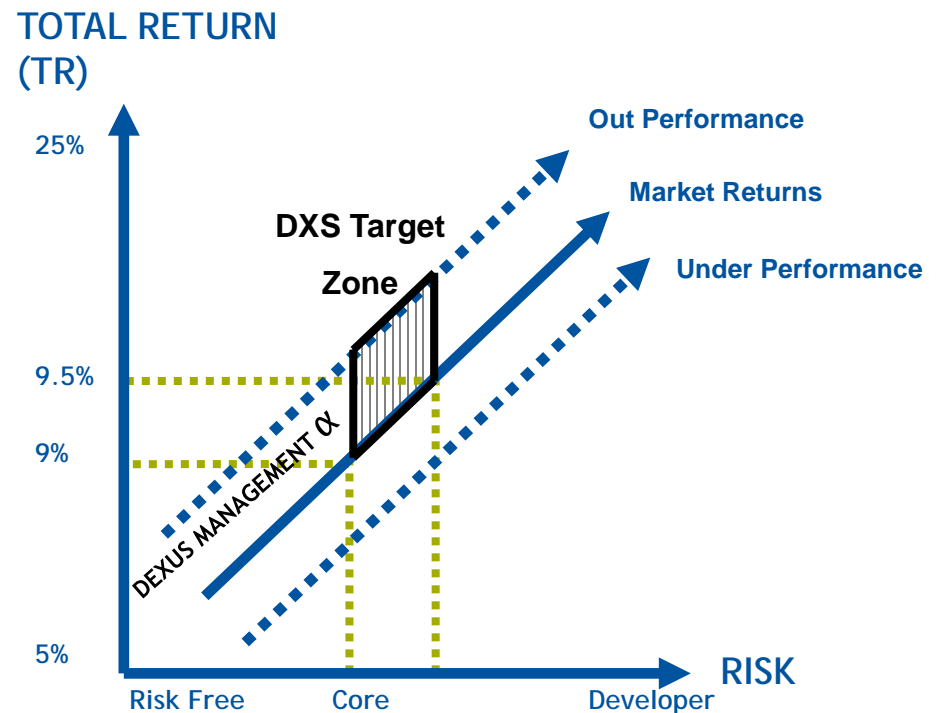 TOTAL RETURN
(TR)
25%
Out Performance
Market Returns
DXS Target
Zone
Under Performance
9.5%
9%
DEXUS MANAGEMENT α
5%
RISK
Risk Free
Core
Developer